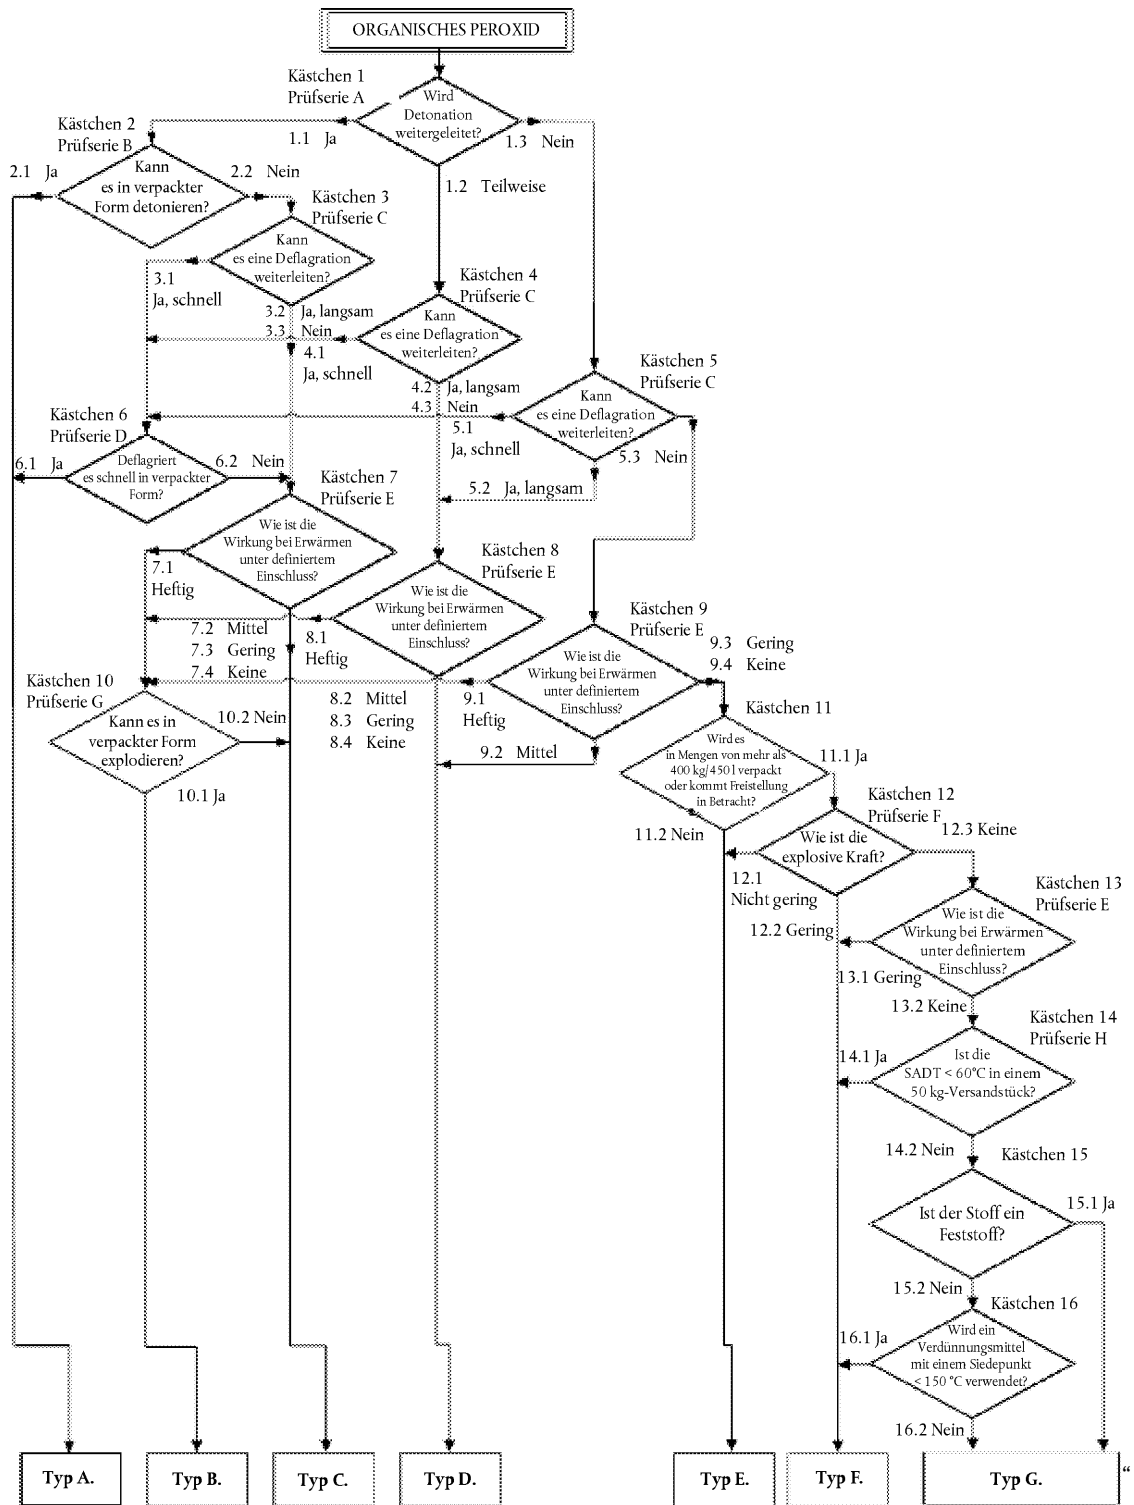 ORGANISCHES PEROXID
Kästchen 1
Prüfserie A
Wird
Detonation
weitergeleitet?
1.1 Ja
1.3 Nein
1.2 Teilweise
Kästchen 2
Prüfserie B
Kann
es in verpackter
Form detonieren?
2.1 Ja
2.2 Nein
Kästchen 3
Prüfserie C
Kann
es eine Deflagration
weiterleiten?
3.1
Ja, schnell
3.2 Ja, langsam
3.3 Nein
Kästchen 4
Prüfserie C
Kann
es eine Deflagration
weiterleiten?
4.1
Ja, schnell
4.2 Ja, langsam
4.3 Nein
Kästchen 5
Prüfserie C
Kann
es eine Deflagration
weiterleiten?
5.1
Ja, schnell
5.3 Nein
5.2 Ja, langsam
Kästchen 6
Prüfserie D
Deflagriert
es schnell in verpackter
Form?
6.1 Ja
6.2 Nein
Kästchen 7
Prüfserie E
Wie ist die
Wirkung bei Erwärmen
unter definiertem
Einschluss?
7.1
Heftig
7.2 Mittel
7.3 Gering
7.4 Keine
Kästchen 8
Prüfserie E
Wie ist die
Wirkung bei Erwärmen
unter definiertem
Einschluss?
8.1
Heftig
8.2 Mittel
8.3 Gering
8.4 Keine
Kästchen 9
Prüfserie E
Wie ist die
Wirkung bei Erwärmen
unter definiertem
Einschluss?
9.1
Heftig
9.2 Mittel
9.3 Gering
9.4 Keine
Kästchen 10
Prüfserie G
Kann es in
verpackter Form
explodieren?
10.2 Nein
10.1 Ja
Kästchen 11
Wird es
in Mengen von mehr als
400 kg/450 l verpackt
oder kommt Freistellung
in Betracht?
11.1 Ja
11.2 Nein
Kästchen 12
Prüfserie F
Wie ist die
explosive Kraft?
12.3 Keine
12.1
Nicht gering
12.2 Gering
Kästchen 13
Prüfserie E
Wie ist die
Wirkung bei Erwärmen
unter definiertem
Einschluss?
13.1 Gering
13.2 Keine
Kästchen 14
Prüfserie H
Ist die
SADT < 60°C in einem
50 kg-Versandstück?
14.1 Ja
14.2 Nein
Kästchen 15
Ist der Stoff ein
Feststoff?
15.1 Ja
15.2 Nein
Kästchen 16
Wird ein
Verdünnungsmittel
mit einem Siedepunkt
< 150 °C verwendet?
16.1 Ja
16.2 Nein
Typ A.
Typ B.
Typ C.
Typ D.
Typ E.
Typ F.
Typ G.
“